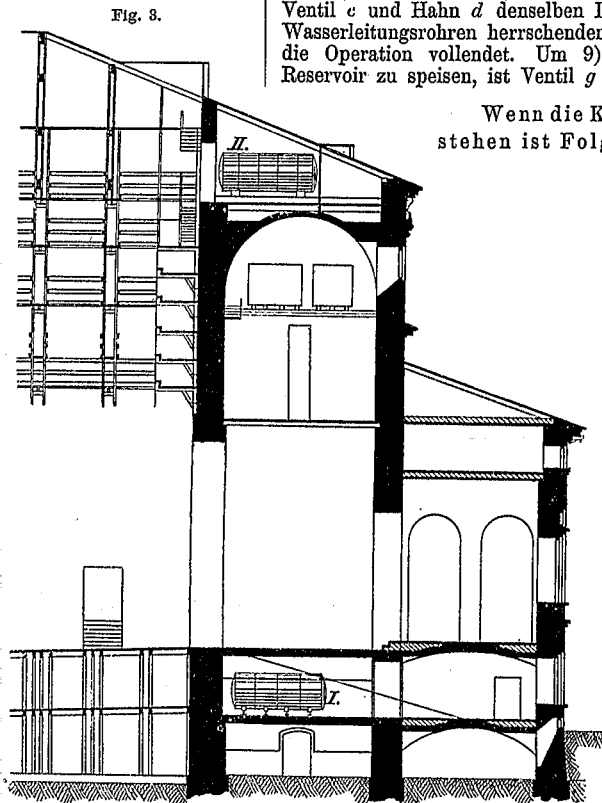 Fig. 3.
Ventil c und Hahn d denselben
Wasserleitungsrohren herrschenden
die Operation vollendet. Um 9)
Reservoir zu speisen, ist Ventil g
Wenn die
stehen ist
II.
I.